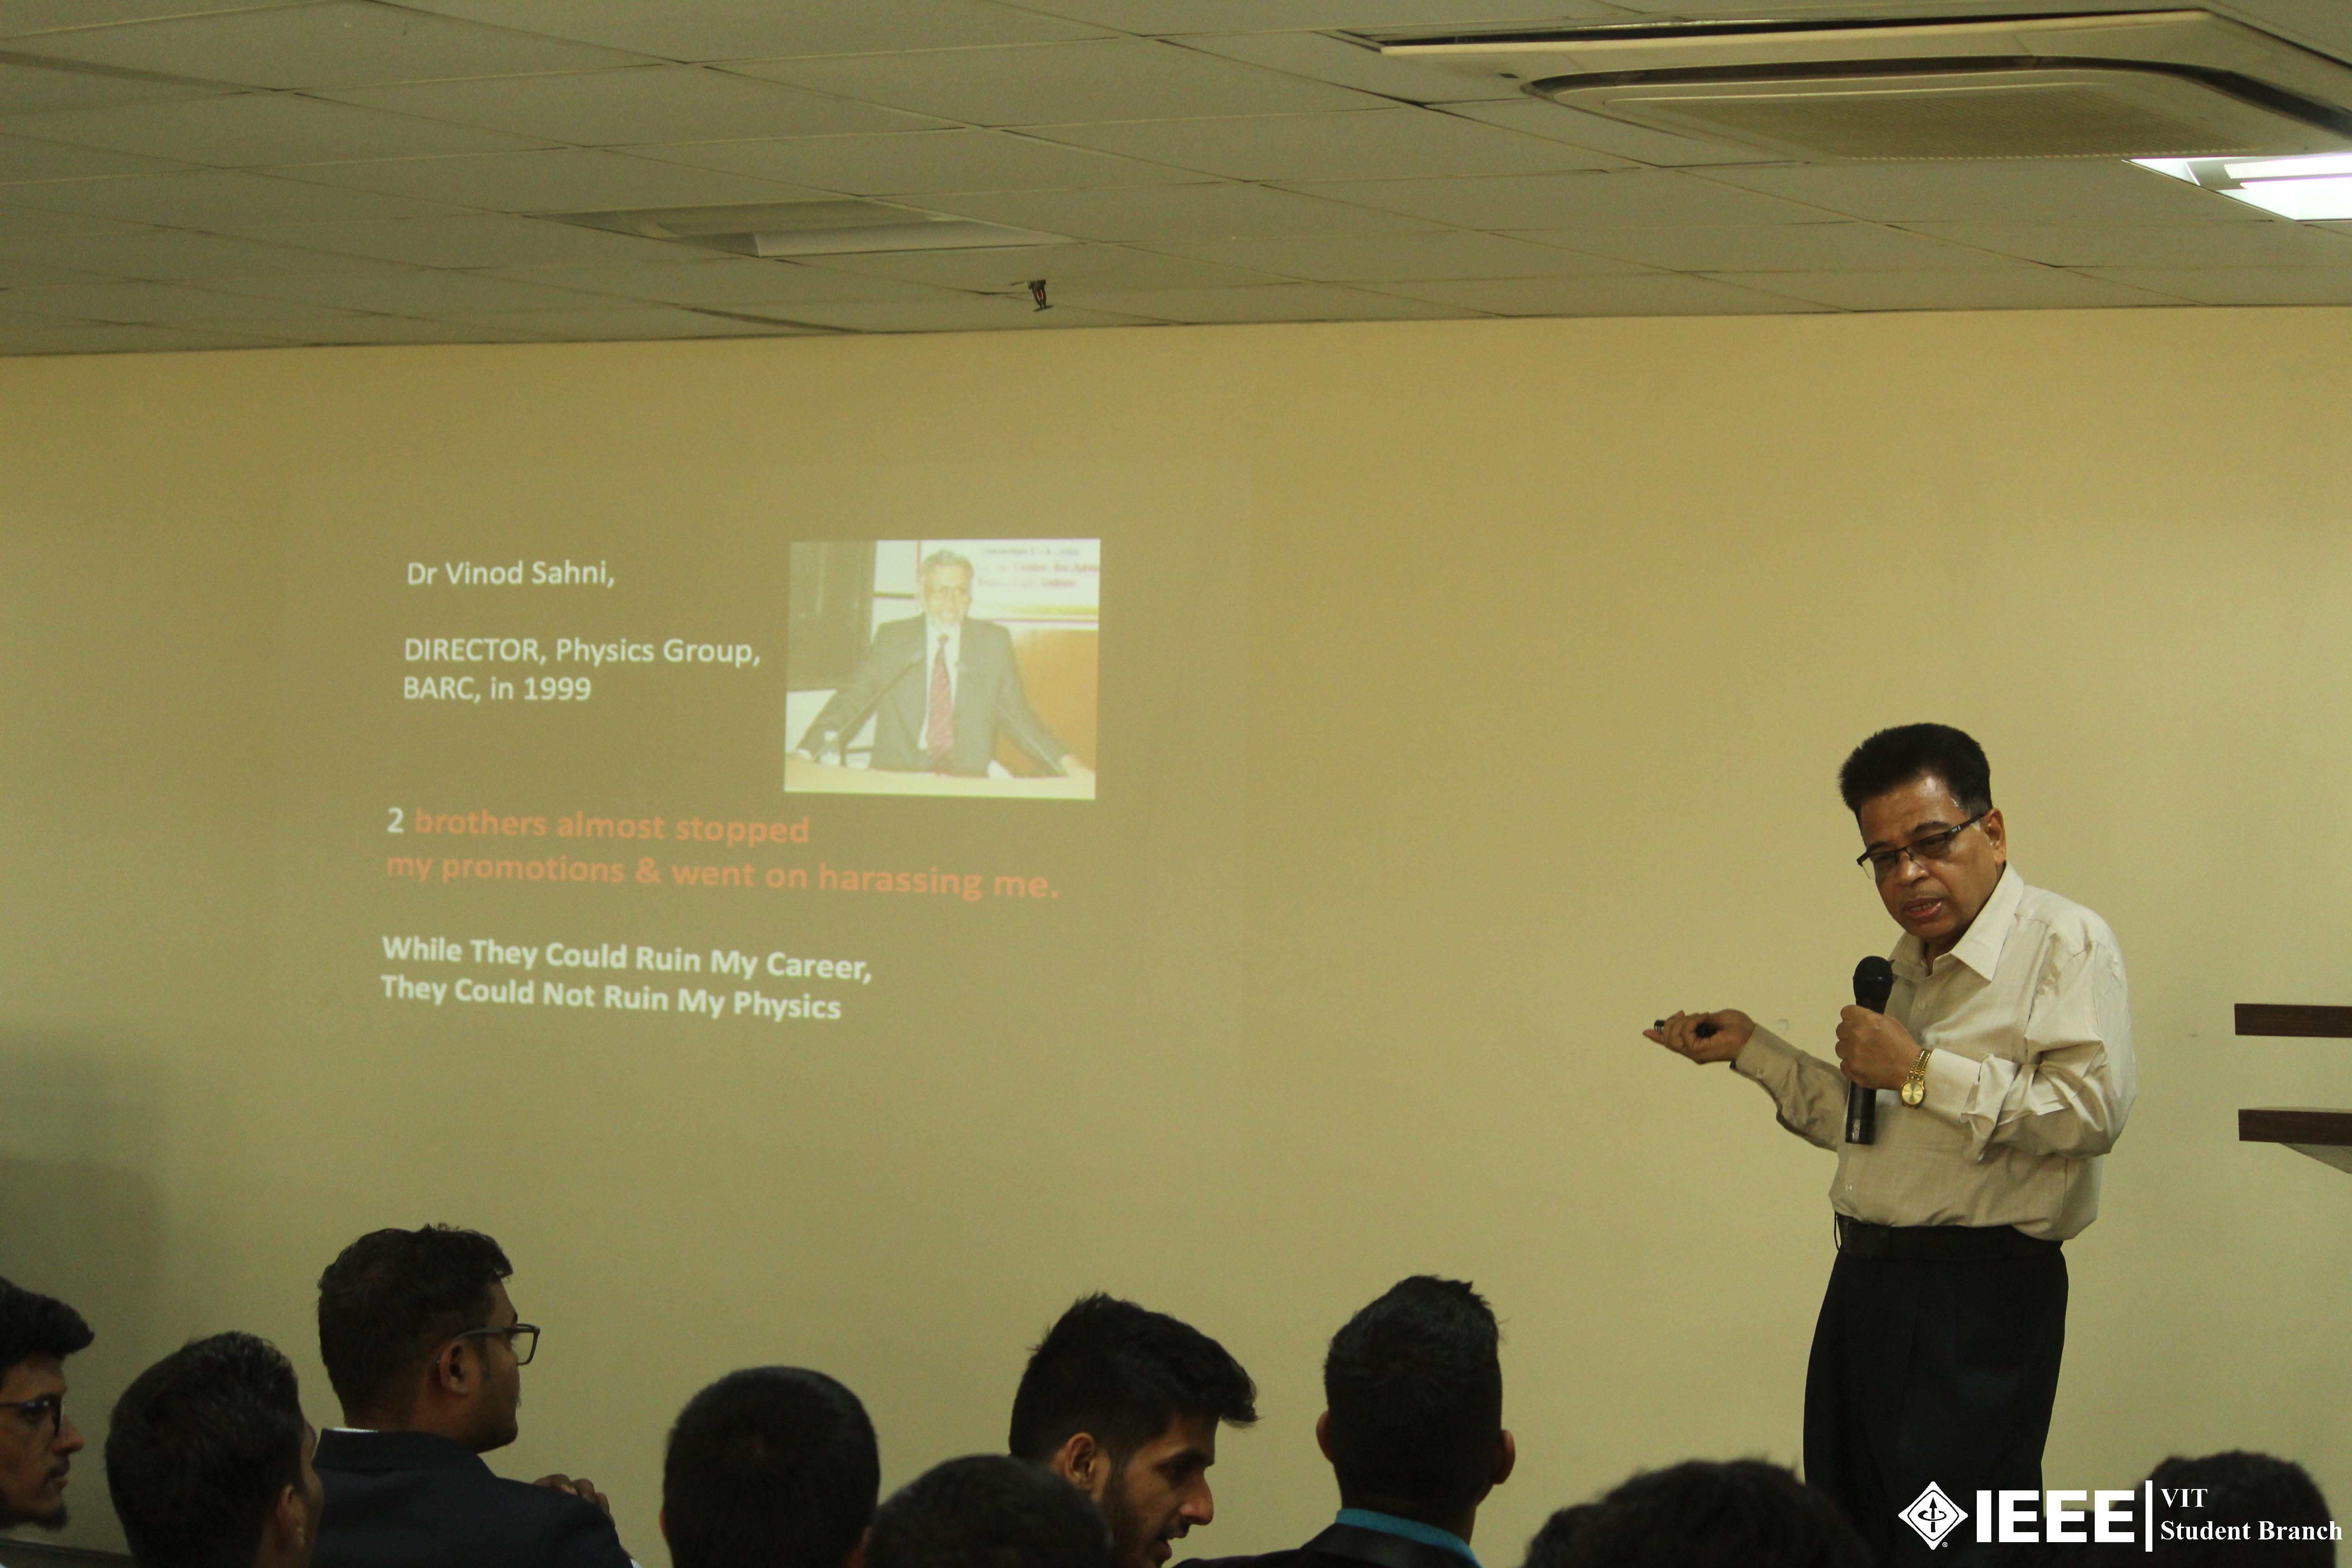 Dr Vinod Sahni,
DIRECTOR, Physics Group,
BARC, in 1999
2 brothers almost stopped
my promotions & went on harassing me.
While They Could Ruin My Career,
They Could Not Ruin My Physics
IEEE
VIT
Student Branch